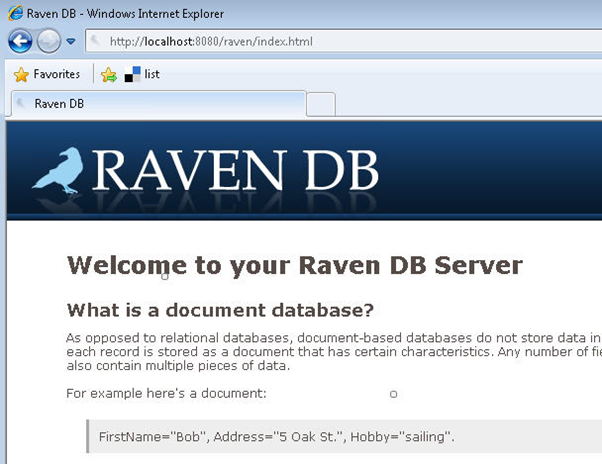 Raven DB - Windows Internet Explorer
http://localhost:8080/raven/index.html
Favorites list
Raven DB
RAVEN DB
Welcome to your Raven DB Server
What is a document database?
As opposed to relational databases, document-based databases do not store data in
each record is stored as a document that has certain characteristics. Any number of
also contain multiple pieces of data.
For example here's a document:
FirstName="Bob", Address="5 Oak St.", Hobby="sailing".